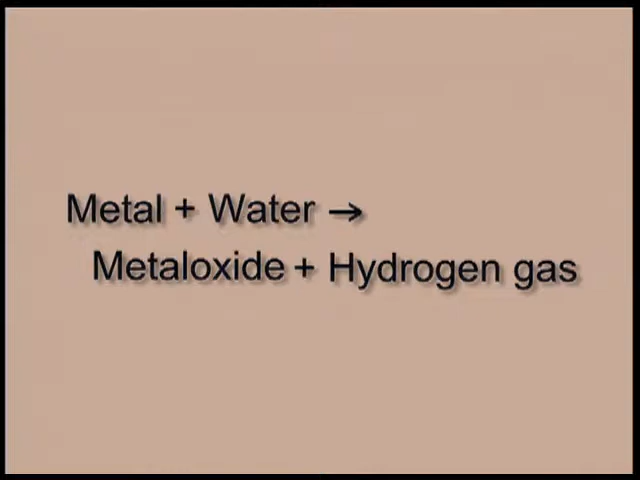 Metal + Water →
Metaloxide + Hydrogen gas